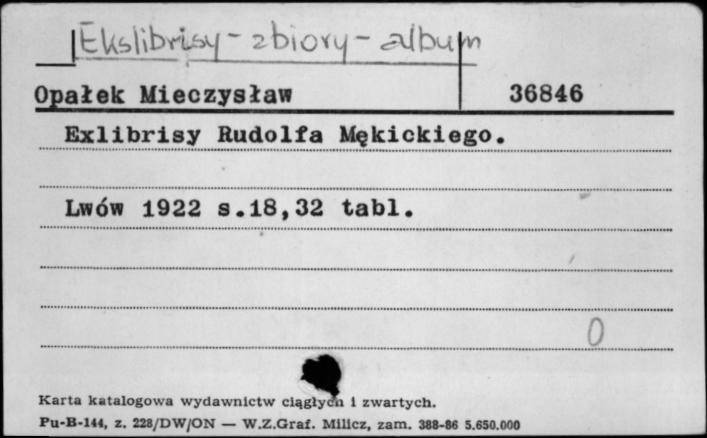 Ekslibrisy - zbiory - album
Opałek Mieczysław 36846
Exlibrisy Rudolfa Mękickiego.
Lwów 1922 s.18,32 tabl.
0
Karta katalogowa wydawnictw ciągłych i zwartych.
Pu-B-144, z. 228/DW/ON — W.Z.Graf. Milicz, zam. 388-86 5.650.000